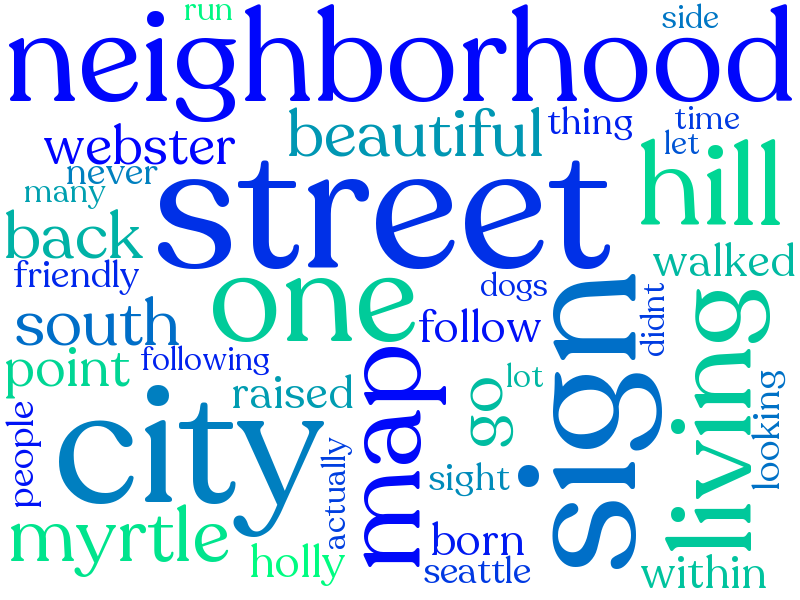 run
side
neighborhood
beautiful
thing
time
webster
let
never
street
hill
many
back
walked
friendly
one
dogs
didnt
south
follow
sign
living
following
map
point
raised
lot
go
looking
people
city
actually
sight
myrtle
born
holly
seattle
within